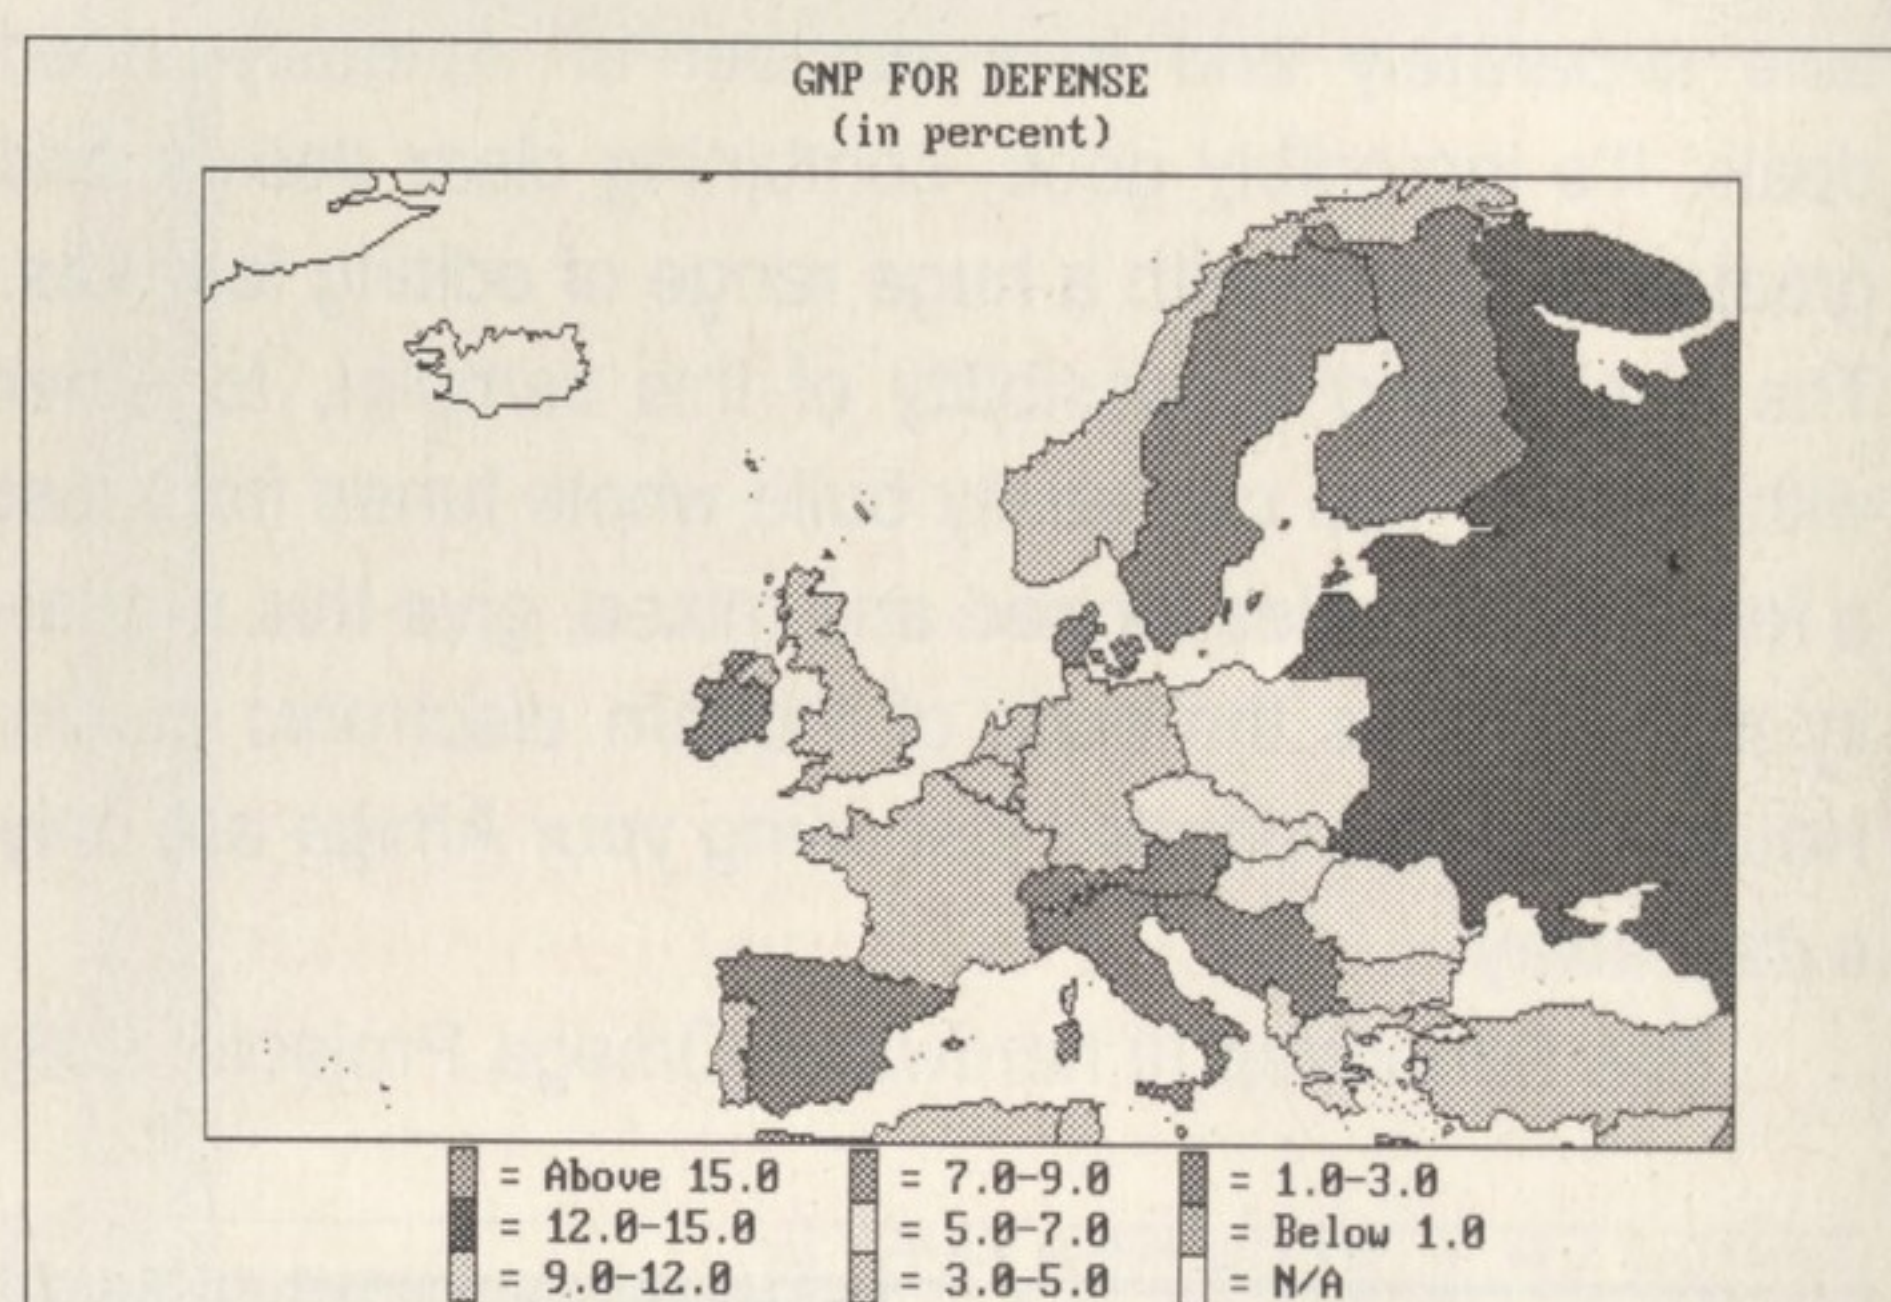 GNP FOR DEFENSE
(in percent)
= Above 15.0
= 7.0-9.0
= 1.0-3.0
= 12.0-15.0
= 5.0-7.0
= Below 1.0
= 9.0-12.0
= 3.0-5.0
= N/A